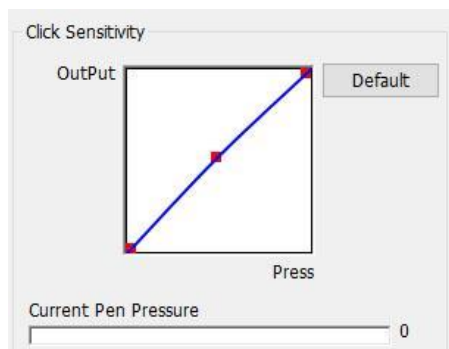 Click Sensitivity
OutPut
Default
Press
Current Pen Pressure
0